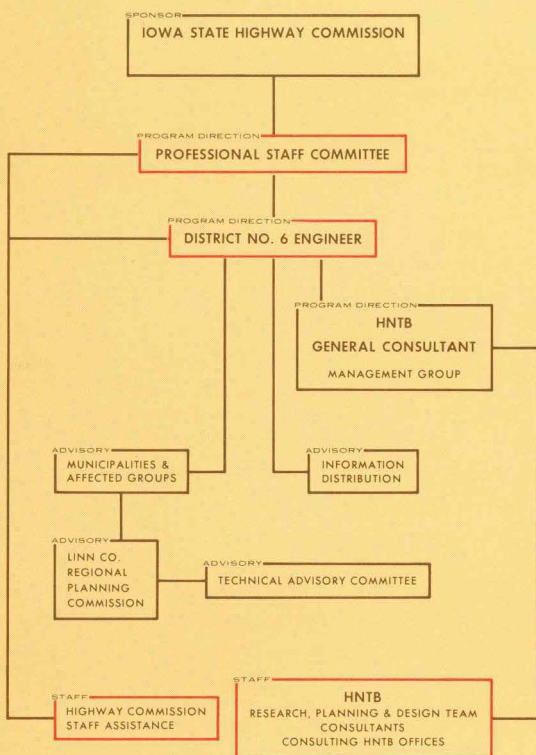 SPONSOR
IOWA STATE HIGHWAY COMMISSION
PROGRAM DIRECTION
PROFESSIONAL STAFF COMMITTEE
PROGRAM DIRECTION
DISTRICT NO. 6 ENGINEER
PROGRAM DIRECTION
HNTB
GENERAL CONSULTANT
MANAGEMENT GROUP
ADVISORY
MUNICIPALITIES &
AFFECTED GROUPS
ADVISORY
INFORMATION
DISTRIBUTION
ADVISORY
LINN CO.
REGIONAL
PLANNING
COMMISSION
ADVISORY
TECHNICAL ADVISORY COMMITTEE
STAFF
HIGHWAY COMMISSION
STAFF ASSISTANCE
STAFF
HNTB
RESEARCH, PLANNING & DESIGN TEAM
CONSULTANTS
CONSULTING HNTB OFFICES